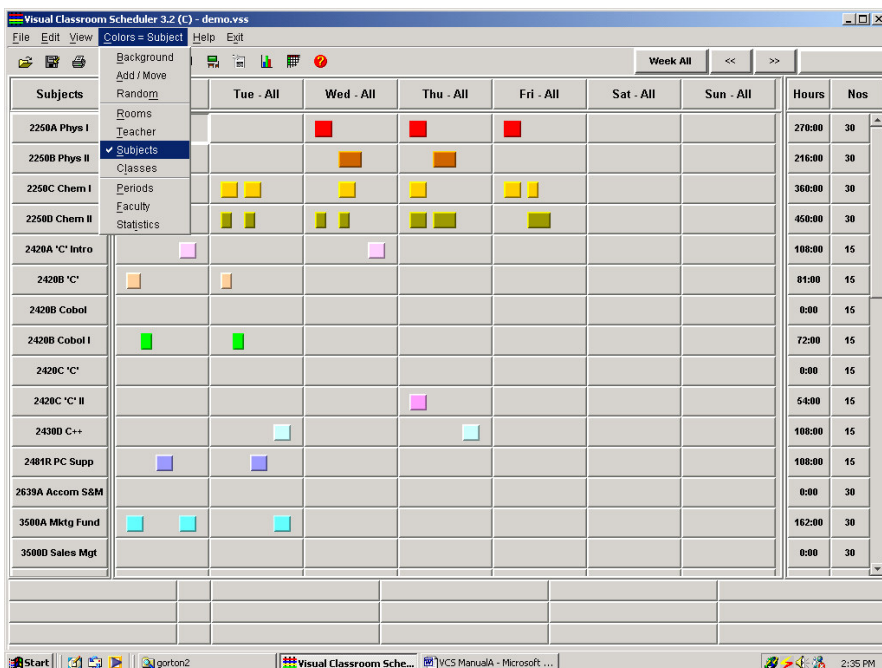 Visual Classroom Scheduler 3.2 (C) - demo.vss
File Edit View Colors = Subject Help Exit
Background
Add / Move
Random
Rooms
Teacher
Subjects
Classes
Periods
Faculty
Statistics
Week All << >>
Subjects Tue - All Wed - All Thu - All Fri - All Sat - All Sun - All Hours Nos
2250A Phys I 270:00 30
2250B Phys II 216:00 30
2250C Chem I 360:00 30
2250D Chem II 450:00 30
2420A 'C' Intro 108:00 15
2420B 'C' 81:00 15
2420B Cobol 0:00 15
2420B Cobol I 72:00 15
2420C 'C' 0:00 15
2420C 'C' II 54:00 15
2430D C++ 108:00 15
2481R PC Supp 108:00 15
2639A Accom S&M 0:00 30
3500A Mktg Fund 162:00 30
3500D Sales Mgt 0:00 30
Start gorton2 Visual Classroom Sche... VCS ManualA - Microsoft ... 2:35 PM